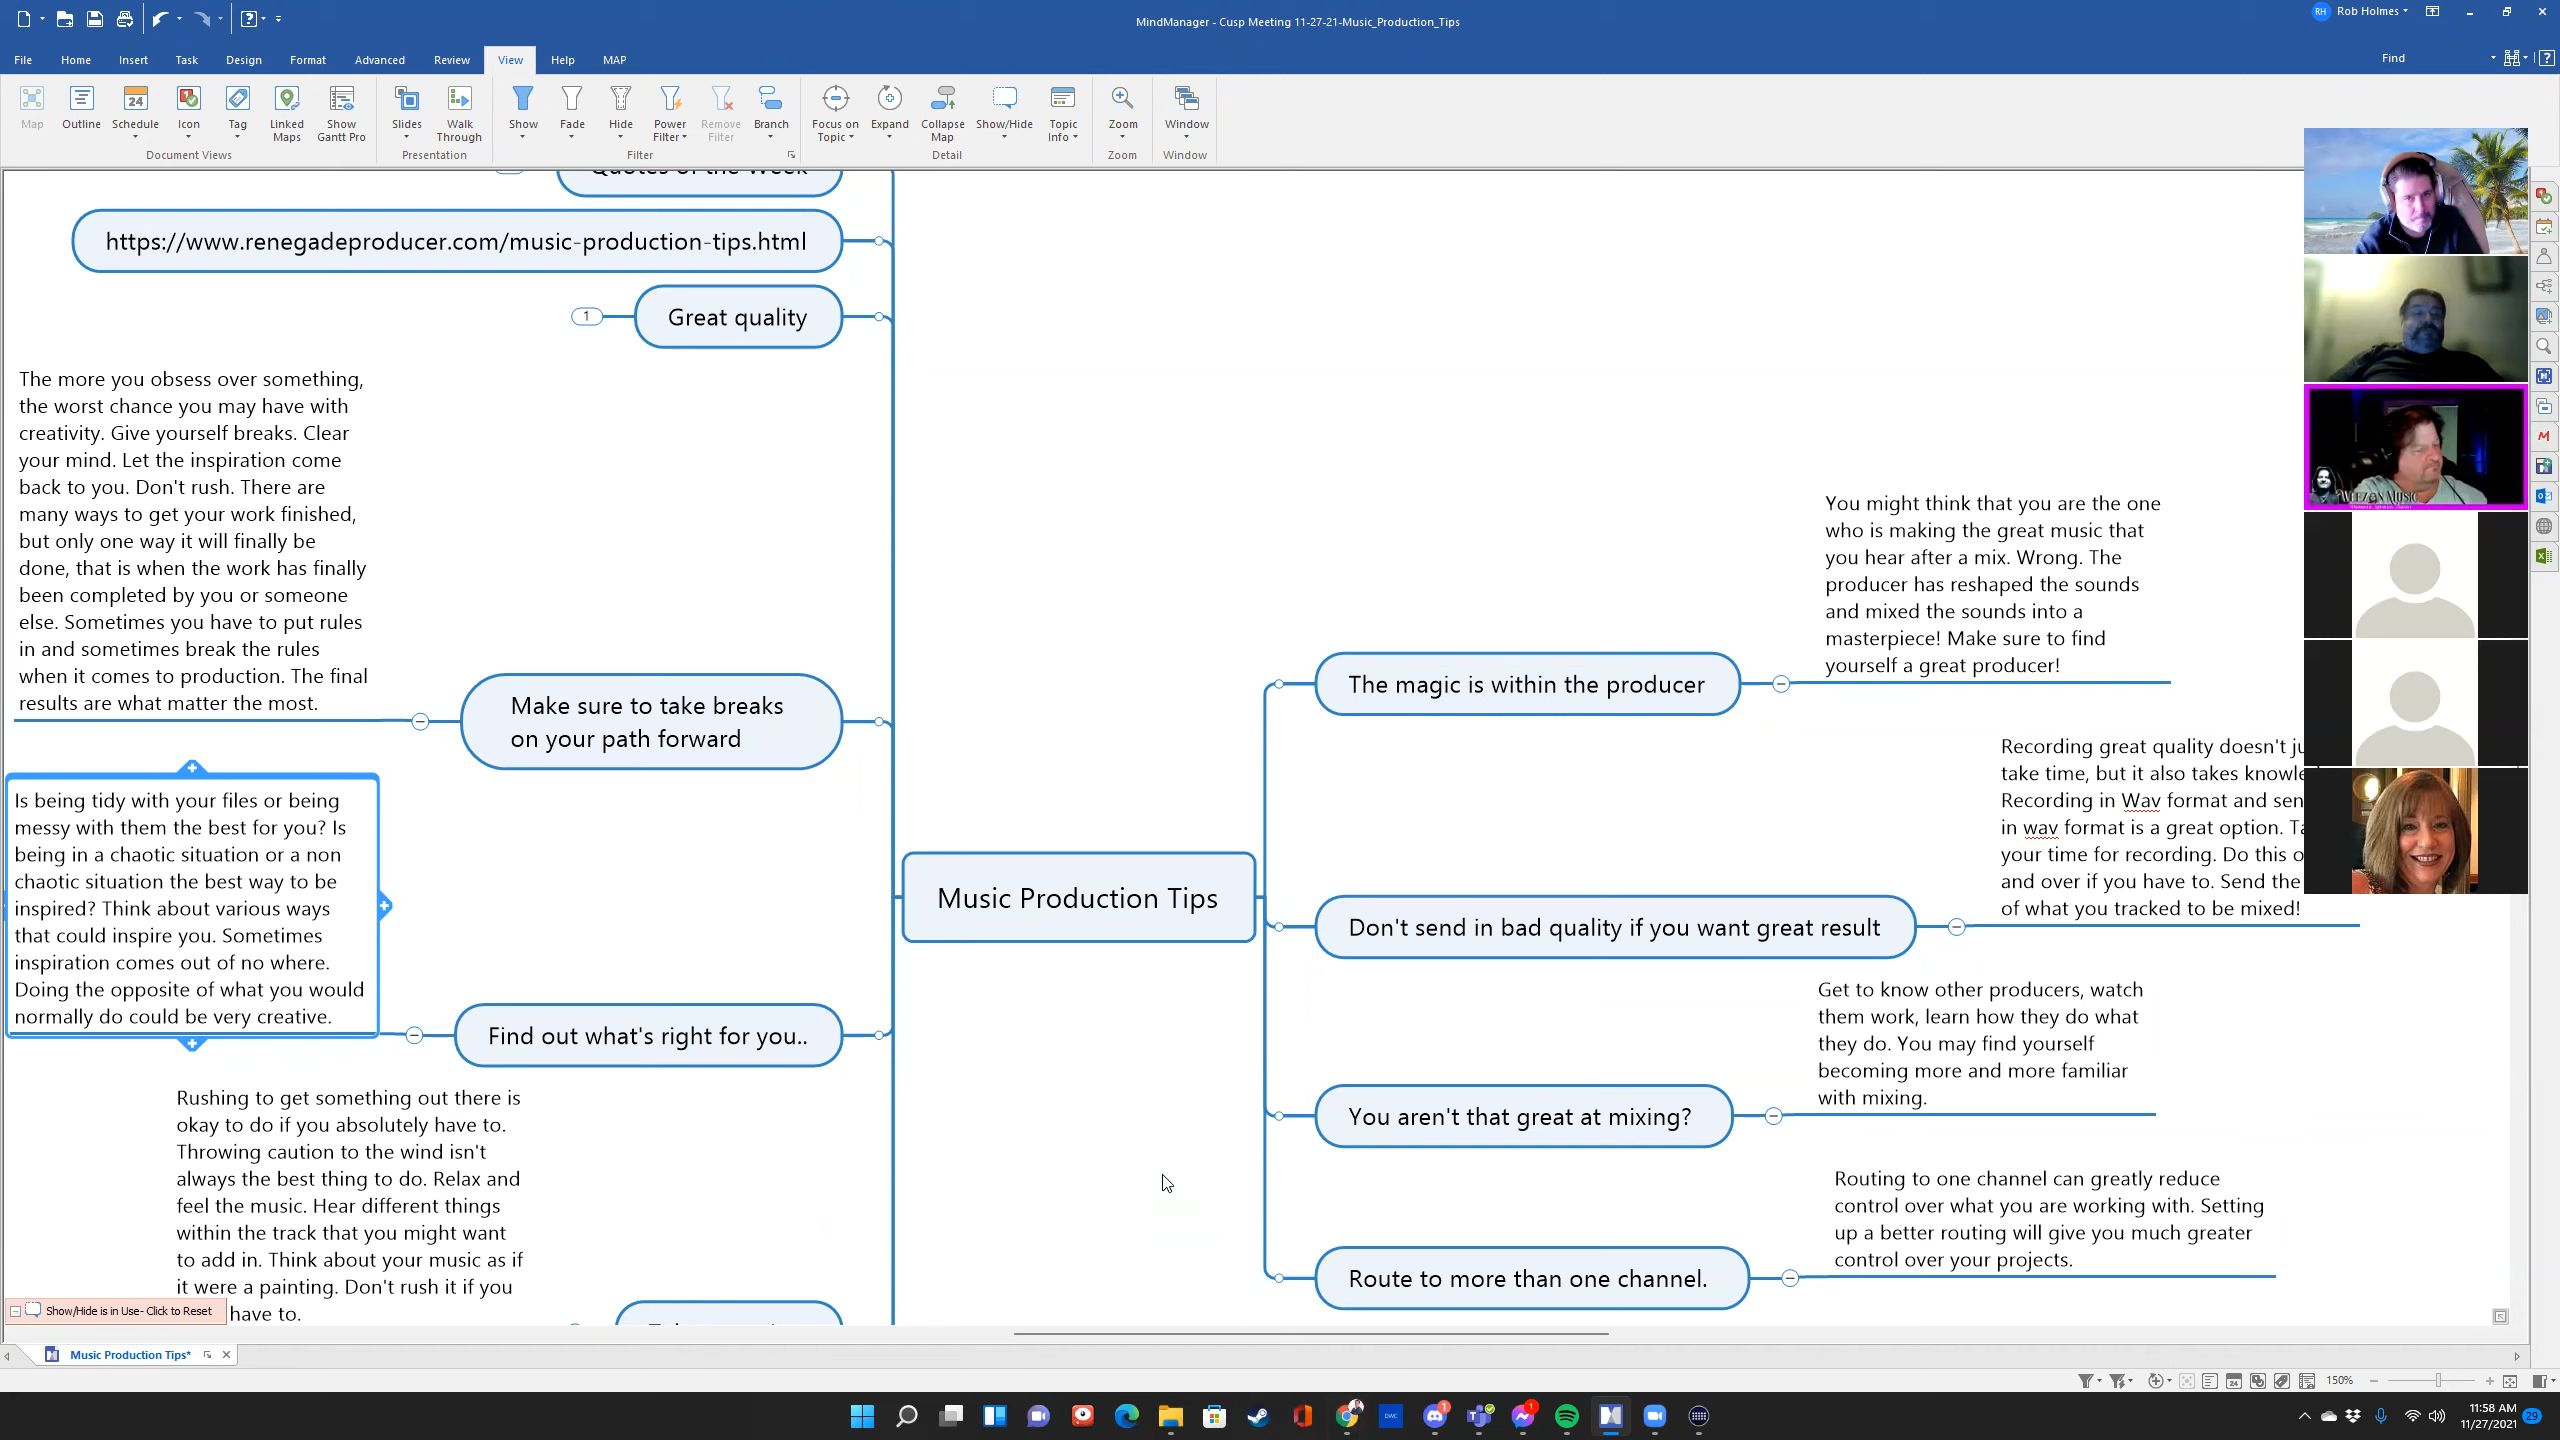 MindManager - Cusp Meeting 11-27-21-Music_Production_Tips
RH Rob Holmes
File Home Insert Task Design Format Advanced Review View Help MAP
Find
Map
Outline
24
Schedule
Icon
Tag
Linked
Maps
Show
Gantt Pro
Document Views
Slides
Walk
Through
Presentation
Show
Fade
Hide
Power
Filter
Remove
Filter
Branch
Filter
Focus on
Topic
Expand
Collapse
Map
Show/Hide
Topic
Info
Detail
Zoom
Zoom
Window
Window
Quotes of the Week
https://www.renegadeproducer.com/music-production-tips.html
1
Great quality
The more you obsess over something,
the worst chance you may have with
creativity. Give yourself breaks. Clear
your mind. Let the inspiration come
back to you. Don't rush. There are
many ways to get your work finished,
but only one way it will finally be
done, that is when the work has finally
been completed by you or someone
else. Sometimes you have to put rules
in and sometimes break the rules
when it comes to production. The final
results are what matter the most.
Make sure to take breaks
on your path forward
Is being tidy with your files or being
messy with them the best for you? Is
being in a chaotic situation or a non
chaotic situation the best way to be
inspired? Think about various ways
that could inspire you. Sometimes
inspiration comes out of no where.
Doing the opposite of what you would
normally do could be very creative.
Find out what's right for you..
Rushing to get something out there is
okay to do if you absolutely have to.
Throwing caution to the wind isn't
always the best thing to do. Relax and
feel the music. Hear different things
within the track that you might want
to add in. Think about your music as if
it were a painting. Don't rush it if you
have to.
Music Production Tips
You might think that you are the one
who is making the great music that
you hear after a mix. Wrong. The
producer has reshaped the sounds
and mixed the sounds into a
masterpiece! Make sure to find
yourself a great producer!
The magic is within the producer
Recording great quality doesn't
take time, but it also takes
Recording in Wav format and
in wav format is a great option.
your time for recording. Do this
and over if you have to. Send the
of what you tracked to be mixed!
Don't send in bad quality if you want great result
Get to know other producers, watch
them work, learn how they do what
they do. You may find yourself
becoming more and more familiar
with mixing.
You aren't that great at mixing?
Routing to one channel can greatly reduce
control over what you are working with. Setting
up a better routing will give you much greater
control over your projects.
Route to more than one channel.
WEEZON MUSIC
Show/Hide is in Use- Click to Reset
Music Production Tips*
150%
DWC
1
1
11:58 AM
11/27/2021
29